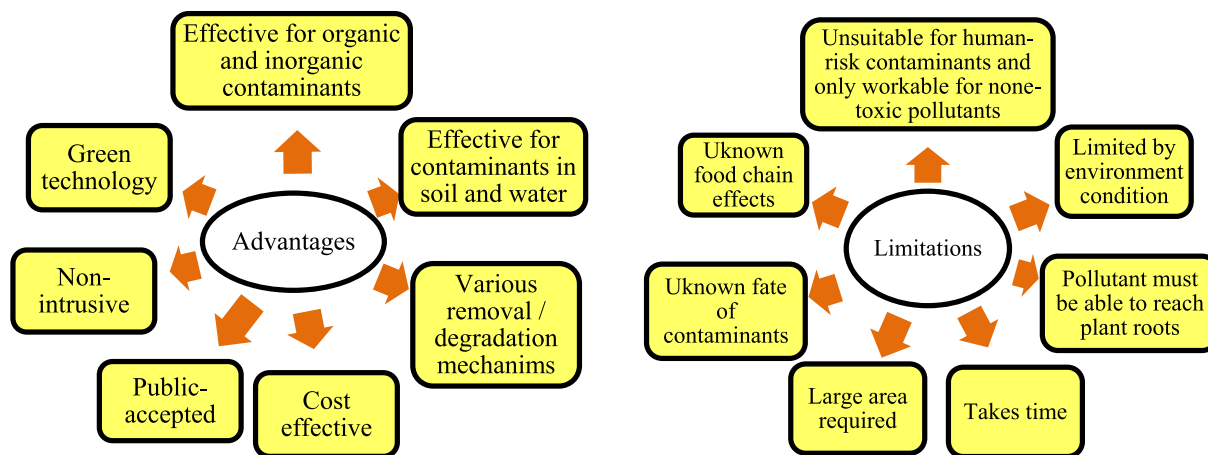 Effective for organic
and inorganic
contaminants
Green
technology
Effective for
contaminants in
soil and water
Advantages
Non-
intrusive
Various
removal /
degradation
mechanims
Public-
accepted
Cost
effective
Unsuitable for human-
risk contaminants and
only workable for none-
toxic pollutants
Uknown
food chain
effects
Limited by
environment
condition
Limitations
Uknown fate
of
contaminants
Pollutant must
be able to reach
plant roots
Large area
required
Takes time